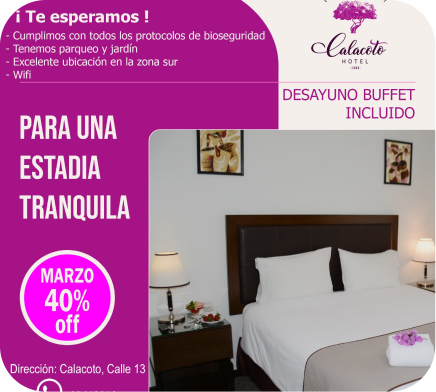 ¡ Te esperamos !
- Cumplimos con todos los protocolos de bioseguridad
- Tenemos parqueo y jardín
- Excelente ubicación en la zona sur
- Wifi
Calacoto
HOTEL
DESAYUNO BUFFET
INCLUIDO
PARA UNA
ESTADIA
TRANQUILA
MARZO
40%
off
Dirección: Calacoto, Calle 13